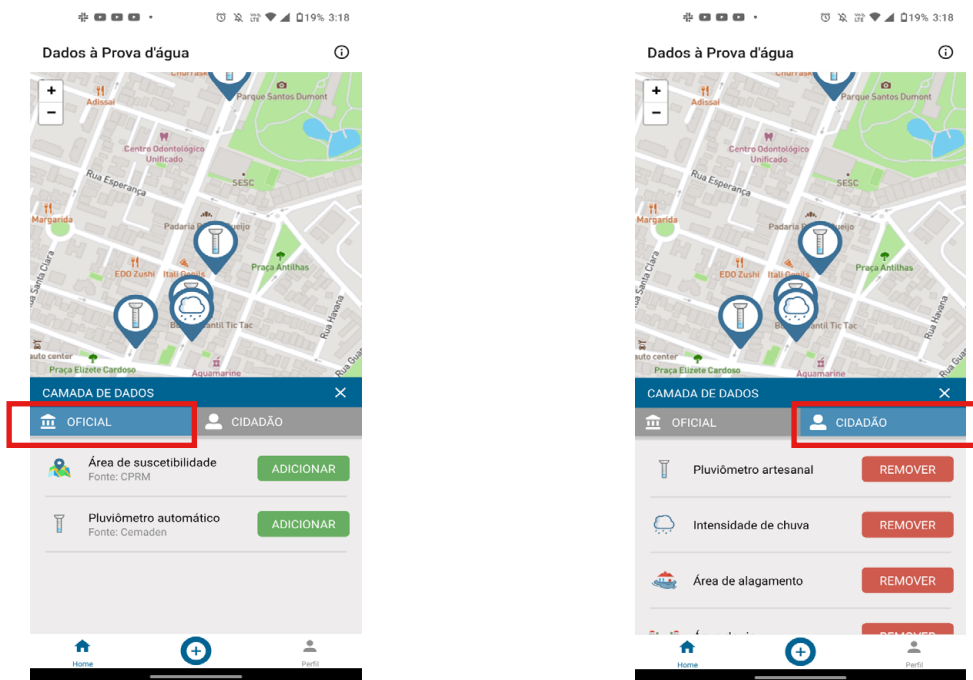 19% 3:18
Dados à Prova d'água
+
−
Adissai
Parque Santos Dumont
Centro Odontológico
Unificado
Rua Esperança
SESC
Margarida
Padaria
Rua Santa Clara
EDO Zushi
Praça Antilhas
Rua Havana
auto center
Praça Elizete Cardoso
Aquamarine
CAMADA DE DADOS
OFICIAL
CIDADÃO
Área de suscetibilidade
Fonte: CPRM
ADICIONAR
Pluviômetro automático
Fonte: Cemaden
ADICIONAR
Home
Perfil
19% 3:18
Dados à Prova d'água
+
−
Adissai
Parque Santos Dumont
Centro Odontológico
Unificado
Rua Esperança
SESC
Margarida
Padaria
EDO Zushi
Praça Antilhas
Rua Havana
auto center
Praça Elizete Cardoso
Aquamarine
CAMADA DE DADOS
OFICIAL
CIDADÃO
Pluviômetro artesanal
REMOVER
Intensidade de chuva
REMOVER
Área de alagamento
REMOVER
REMOVER
Home
Perfil